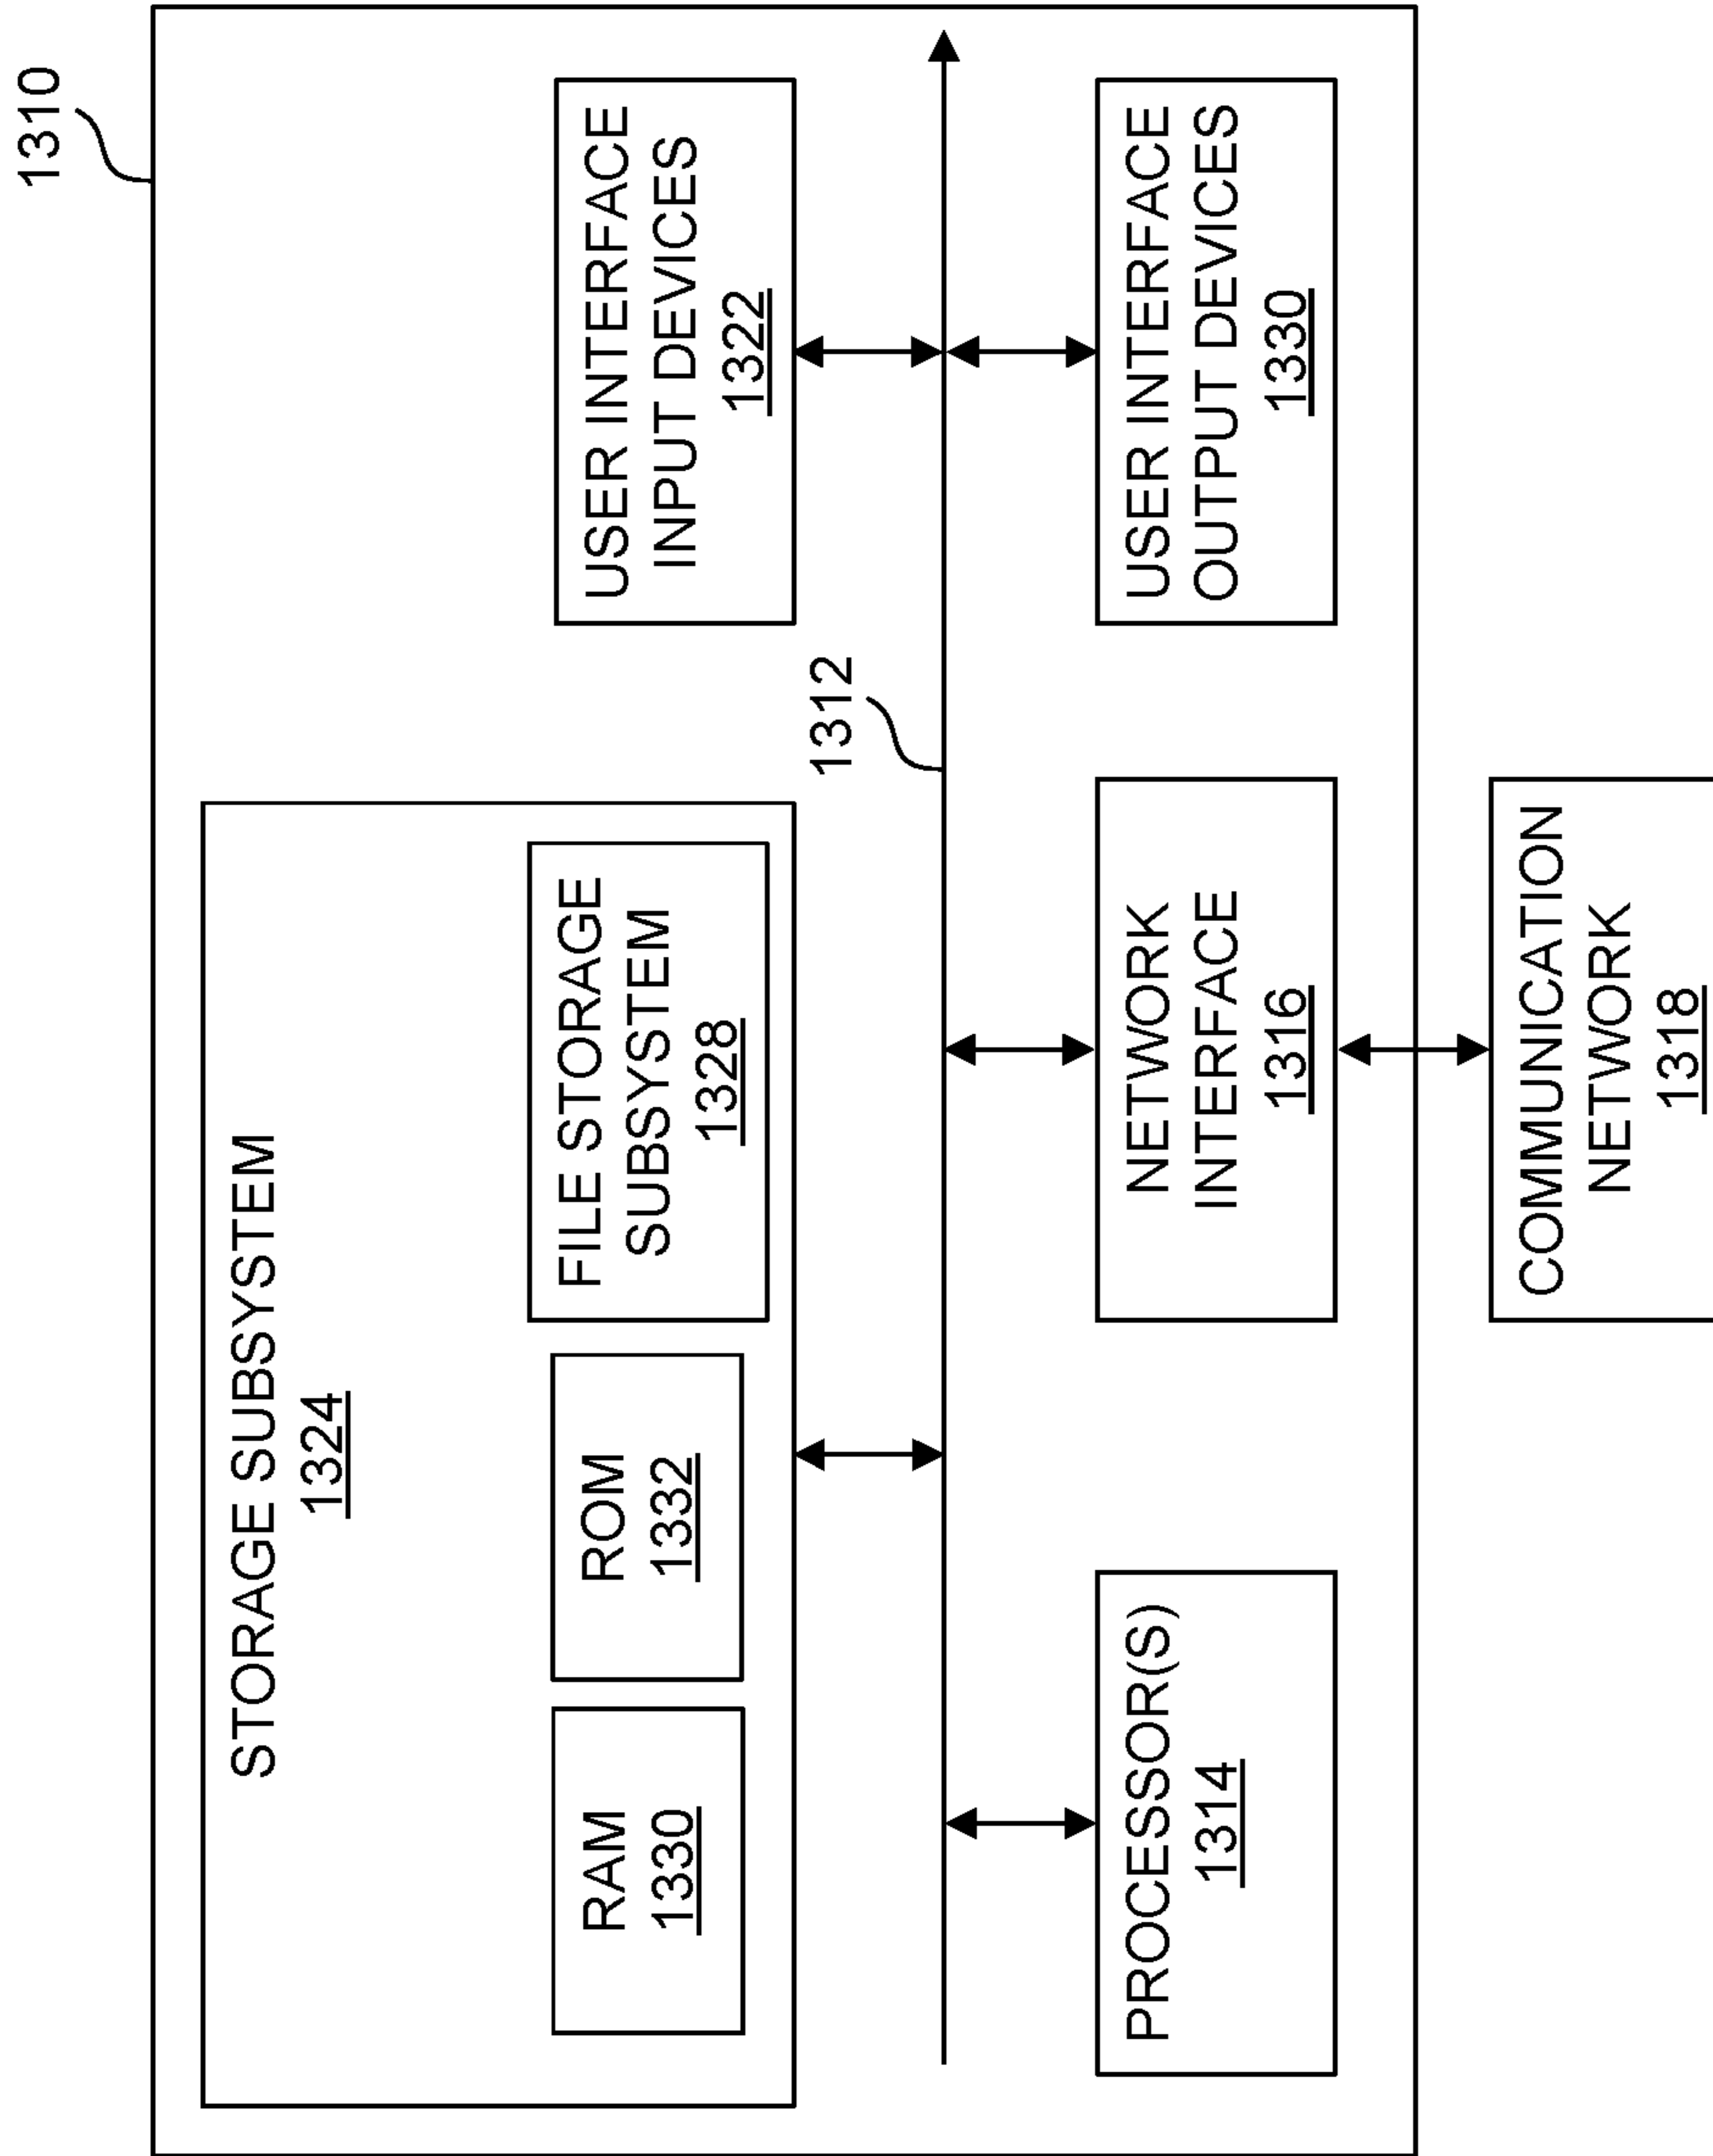 1310
STORAGE SUBSYSTEM
1324
RAM
1330
ROM
1332
FILE STORAGE
SUBSYSTEM
1328
USER INTERFACE
INPUT DEVICES
1322
1312
PROCESSOR(S)
1314
NETWORK
INTERFACE
1316
USER INTERFACE
OUTPUT DEVICES
1330
COMMUNICATION
NETWORK
1318